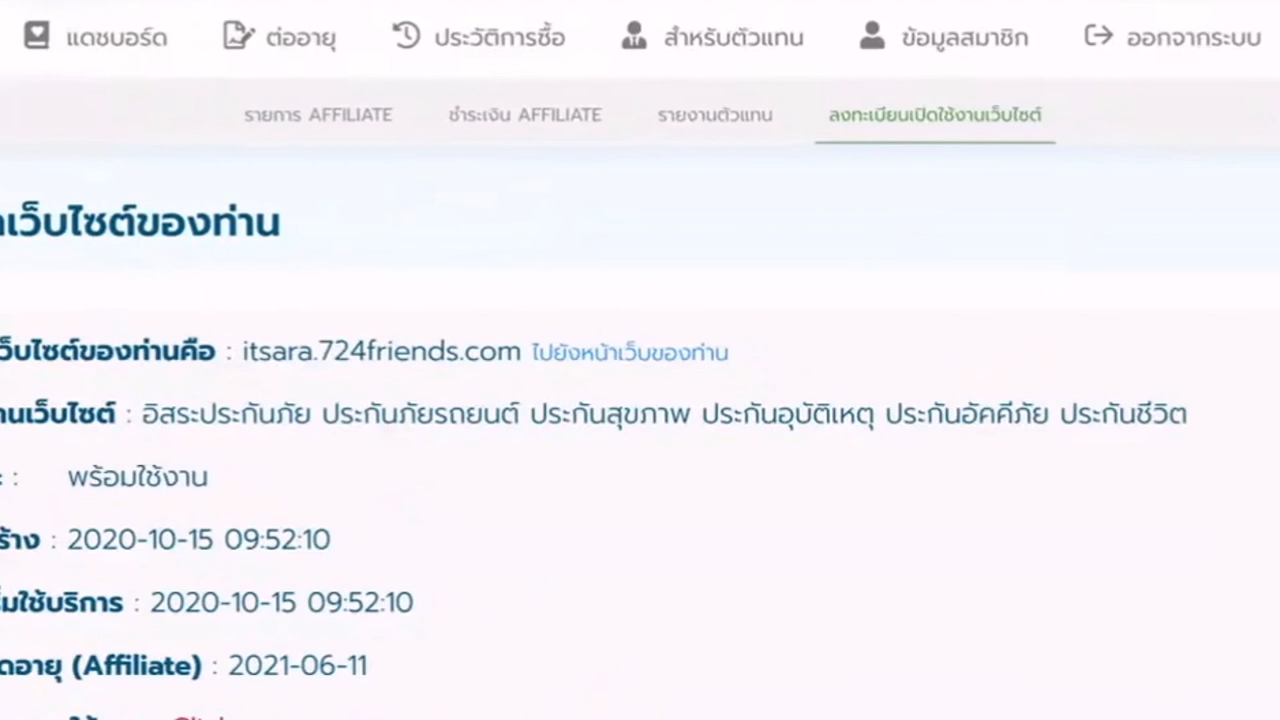 แดชบอร์ด ต่ออายุ ประวัติการซื้อ สำหรับตัวแทน ข้อมูลสมาชิก ออกจากระบบ
รายการ AFFILIATE ชำระเงิน AFFILIATE รายงานตัวแทน ลงทะเบียนเปิดใช้งานเว็บไซต์
เว็บไซต์ของท่าน
ว็บไซต์ของท่านคือ : itsara.724friends.com ไปยังหน้าเว็บของท่าน
านเว็บไซต์ : อิสระประกันภัย ประกันภัยรถยนต์ ประกันสุขภาพ ประกันอุบัติเหตุ ประกันอัคคีภัย ประกันชีวิต
: พร้อมใช้งาน
ร้าง : 2020-10-15 09:52:10
ิ่มใช้บริการ : 2020-10-15 09:52:10
ดอายุ (Affiliate) : 2021-06-11